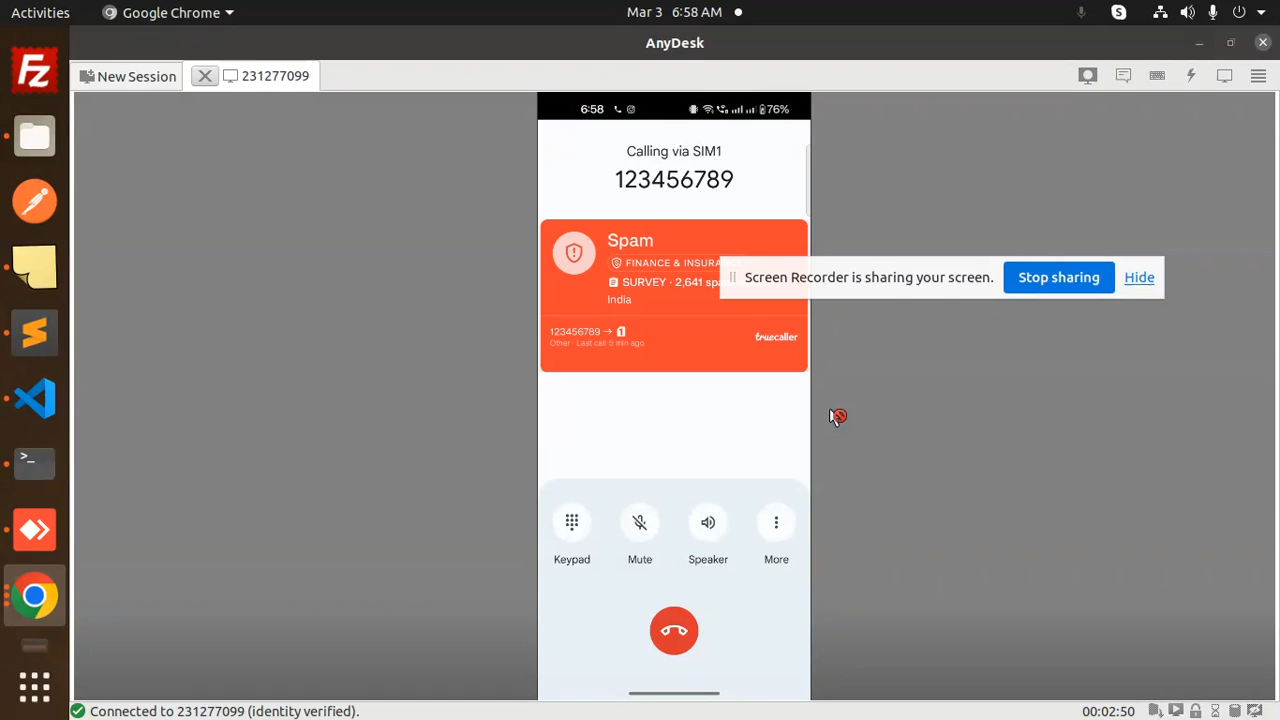 Activities
Google Chrome
Mar 3 6:58 AM
AnyDesk
New Session
231277099
6:58
76%
Calling via SIM1
123456789
Spam
FINANCE & INSURA
SURVEY · 2,641
India
Screen Recorder is sharing your screen.
Stop sharing
Hide
123456789 → 1
Other · Last call 5 min ago
truecaller
Keypad
Mute
Speaker
More
Connected to 231277099 (identity verified).
00:02:50